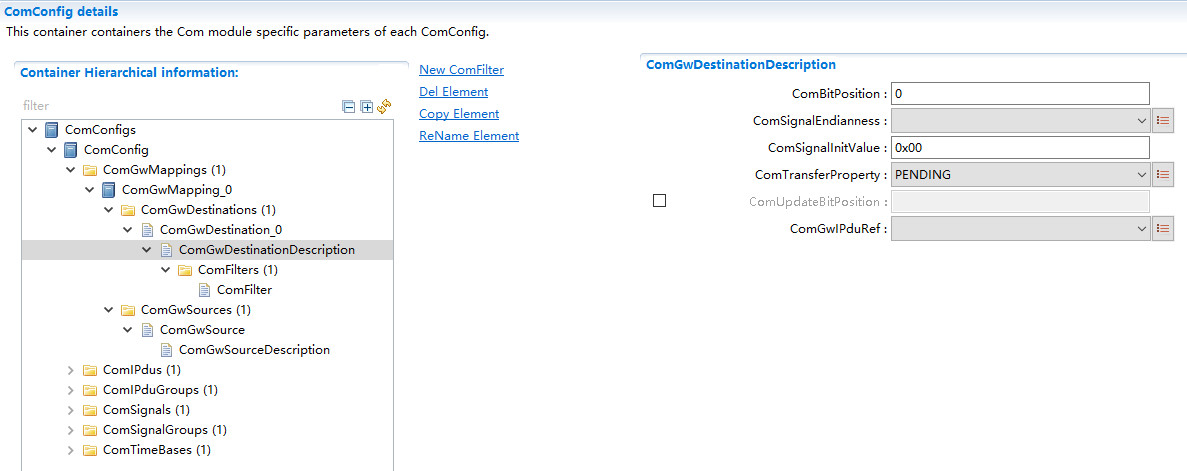 ComConfig details
This container containers the Com module specific parameters of each ComConfig.
Container Hierarchical information:
filter
ComConfigs
ComConfig
ComGwMappings (1)
ComGwMapping_0
ComGwDestinations (1)
ComGwDestination_0
ComGwDestinationDescription
ComFilters (1)
ComFilter
ComGwSources (1)
ComGwSource
ComGwSourceDescription
ComIPdus (1)
ComIPduGroups (1)
ComSignals (1)
ComSignalGroups (1)
ComTimeBases (1)
New ComFilter
Del Element
Copy Element
ReName Element
ComGwDestinationDescription
ComBitPosition : 0
ComSignalEndianness :
ComSignalInitValue : 0x00
ComTransferProperty : PENDING
ComUpdateBitPosition :
ComGwIPduRef :